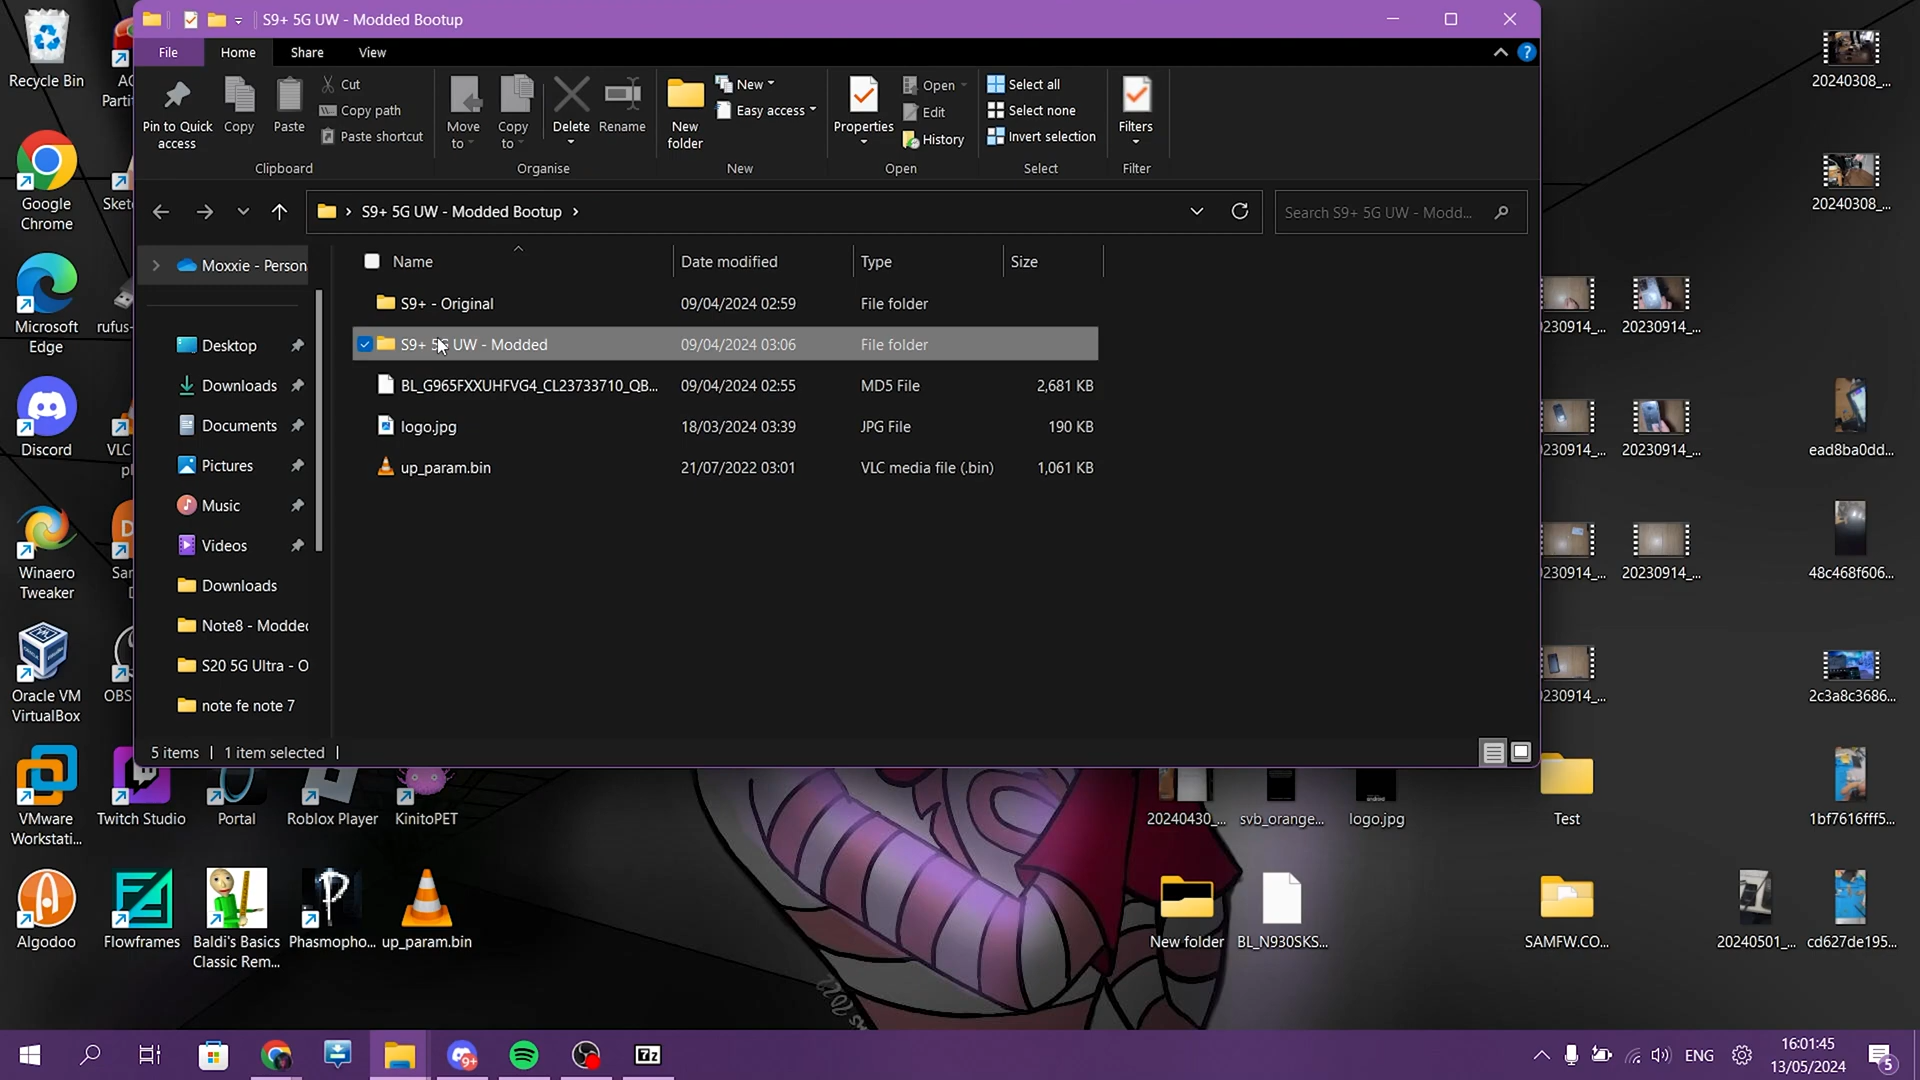 S9+ 5G UW - Modded Bootup
File
Home
Share
View
Pin to Quick access
Copy
Paste
Cut
Copy path
Paste shortcut
Clipboard
Move to
Copy to
Delete
Rename
Organise
New folder
New
Easy access
New
Properties
Open
Edit
History
Open
Select all
Select none
Invert selection
Select
Filters
Filter
S9+ 5G UW - Modded Bootup
Search S9+ 5G UW - Modd...
Name
Date modified
Type
Size
S9+ - Original 09/04/2024 02:59 File folder
S9+ 5G UW - Modded 09/04/2024 03:06 File folder
BL_G965FXXUHFVG4_CL23733710_QB... 09/04/2024 02:55 MD5 File 2,681 KB
logo.jpg 18/03/2024 03:39 JPG File 190 KB
up_param.bin 21/07/2022 03:01 VLC media file (.bin) 1,061 KB
Moxxie - Person
Desktop
Downloads
Documents
Pictures
Music
Videos
Downloads
Note8 - Modded
S20 5G Ultra - O
note fe note 7
5 items
1 item selected
Recycle Bin
Google Chrome
Microsoft Edge
rufus-
Discord
VLC
Winaero Tweaker
Oracle VM VirtualBox
OBS
VMware Workstati...
Twitch Studio
Portal
Roblox Player
KinitoPET
Algodoo
Flowframes
Baldi's Basics Classic Rem...
Phasmopho...
up_param.bin
20240430_...
svb_orange...
logo.jpg
Test
New folder
BL_N930SKS...
SAMFW.CO...
20240501_...
cd627de195...
1bf7616fff5...
2c3a8c3686...
48c468f606...
ead8ba0dd...
20240308_...
20240308_...
20230914_...
20230914_...
20230914_...
7z
9+
ENG
16:01:45
13/05/2024
5